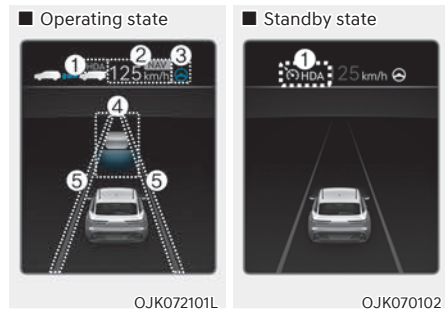 ■ Operating state
① HDA ② NAV ③
125 km/h
④
⑤ ⑤
OJK072101L
■ Standby state
①
HDA 25 km/h
OJK070102